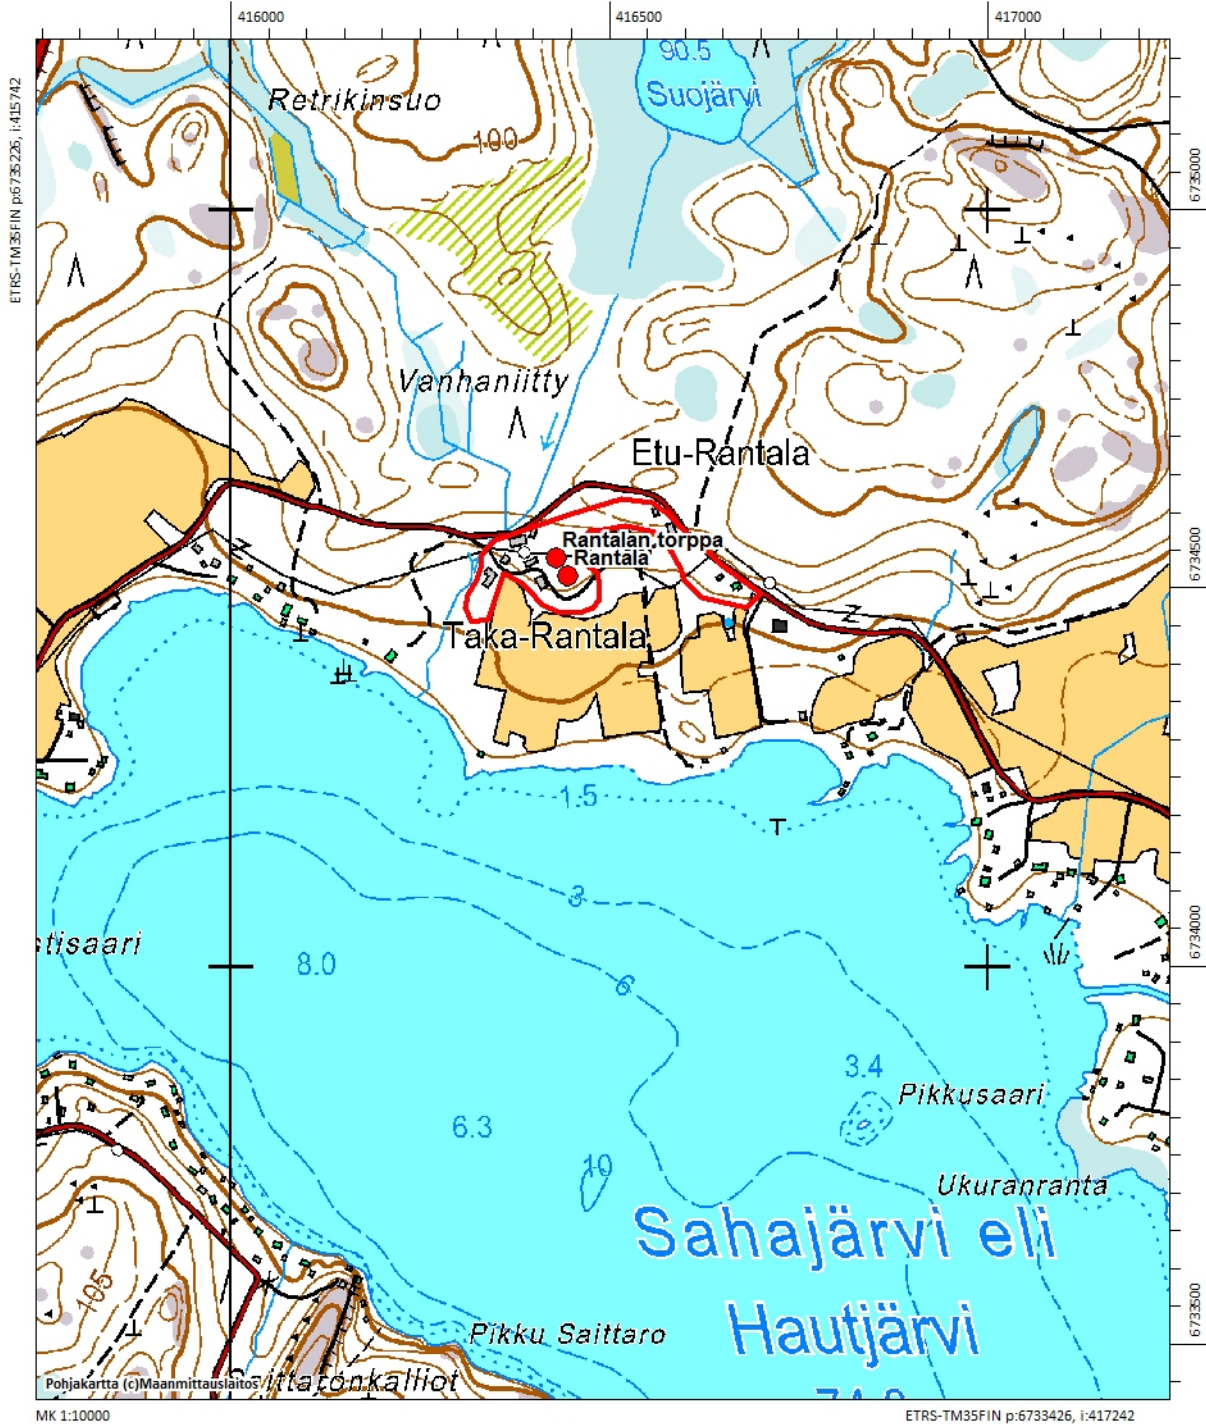 416000
416500
417000
ETRS-TM35FIN p:6735226, i:415742
90.5
Suojärvi
Retrikinsuo
100
6735000
Vanhaniitty
Etu-Rantala
Rantalan torppa
Rantala
6734500
Taka-Rantala
1.5
3
stisaari
8.0
6
6734000
3.4
Pikkusaari
6.3
10
Ukuranranta
Sahajärvi eli
Hautjärvi
105
6733500
Pikku Saittaro
Pohjakartta (c)Maanmittauslaitos
MK 1:10000
ETRS-TM35FIN p:6733426, i:417242